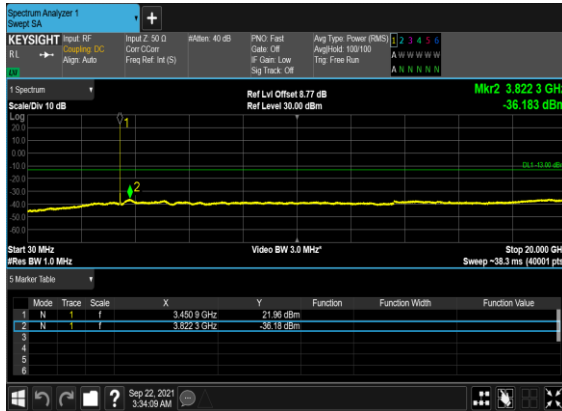 Spectrum Analyzer 1
Swept SA
+
KEYSIGHT
RL
Input: RF
Coupling: DC
Align: Auto
Input Z: 50 Ω
Corr CCorr
Freq Ref: Int (S)
#Atten: 40 dB
PNO: Fast
Gate: Off
IF Gain: Low
Sig Track: Off
Avg Type: Power (RMS)
Avg|Hold: 100/100
Trig: Free Run
1 2 3 4 5 6
A W W W W W
A N N N N N
1 Spectrum
Scale/Div 10 dB
Ref Lvl Offset 8.77 dB
Ref Level 30.00 dBm
Mkr2 3.822 3 GHz
-36.183 dBm
Log
20.0
10.0
0.00
-10.0
-20.0
-30.0
-40.0
-50.0
-60.0
1
2
DL1 -13.00 dBm
Start 30 MHz
#Res BW 1.0 MHz
Video BW 3.0 MHz*
Stop 20.000 GHz
Sweep ~38.3 ms (40001 pts)
5 Marker Table
Mode Trace Scale X Y Function Function Width Function Value
1 N 1 f 3.450 9 GHz 21.96 dBm
2 N 1 f 3.822 3 GHz -36.18 dBm
3
4
5
6
?
Sep 22, 2021
3:34:09 AM